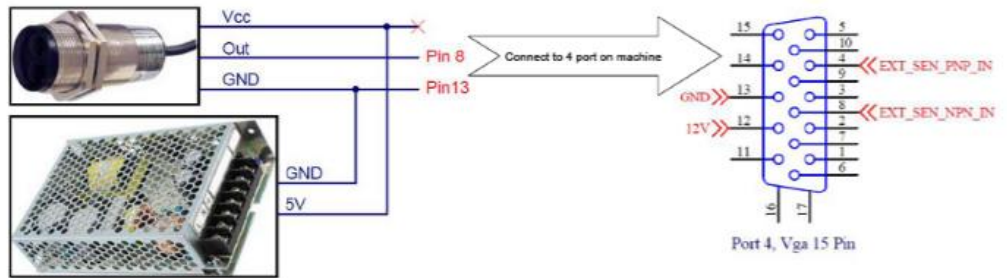 Vcc
Out
GND
Pin 8
Pin13
GND
5V
Connect to 4 port on machine
15
14
GND
13
12V
12
11
5
10
4
EXT_SEN_PNP_IN
9
3
8
EXT_SEN_NPN_IN
2
7
1
6
16
17
Port 4, Vga 15 Pin